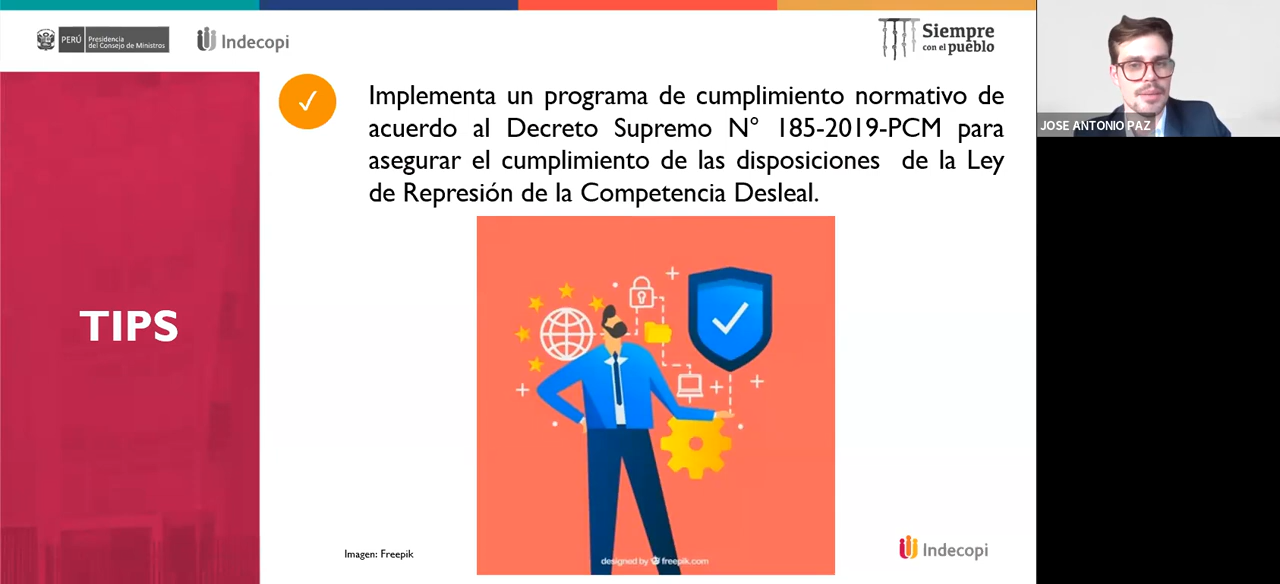 PERÚ
Presidencia
del Consejo de Ministros
Indecopi
Siempre
con el pueblo
JOSE ANTONIO PAZ
✓
Implementa un programa de cumplimiento normativo de
acuerdo al Decreto Supremo N° 185-2019-PCM para
asegurar el cumplimiento de las disposiciones de la Ley
de Represión de la Competencia Desleal.
TIPS
Imagen: Freepik
designed by freepik.com
Indecopi